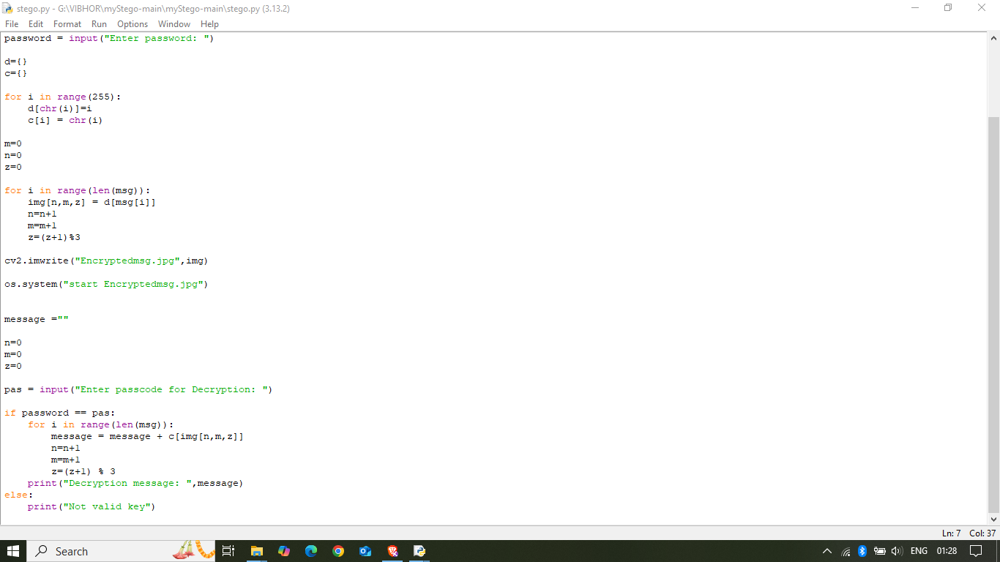 stego.py - G:\VIBHOR\myStego-main\myStego-main\stego.py (3.13.2)
File Edit Format Run Options Window Help
password = input("Enter password: ")
d={}
c={}
for i in range(255):
    d[chr(i)]=i
    c[i] = chr(i)
m=0
n=0
z=0
for i in range(len(msg)):
    img[n,m,z] = d[msg[i]]
    n=n+1
    m=m+1
    z=(z+1)%3
cv2.imwrite("Encryptedmsg.jpg",img)
os.system("start Encryptedmsg.jpg")
message =""
n=0
m=0
z=0
pas = input("Enter passcode for Decryption: ")
if password == pas:
    for i in range(len(msg)):
        message = message + c[img[n,m,z]]
        n=n+1
        m=m+1
        z=(z+1) % 3
    print("Decryption message: ",message)
else:
    print("Not valid key")
Ln: 7 Col: 37
Search
ENG 01:28